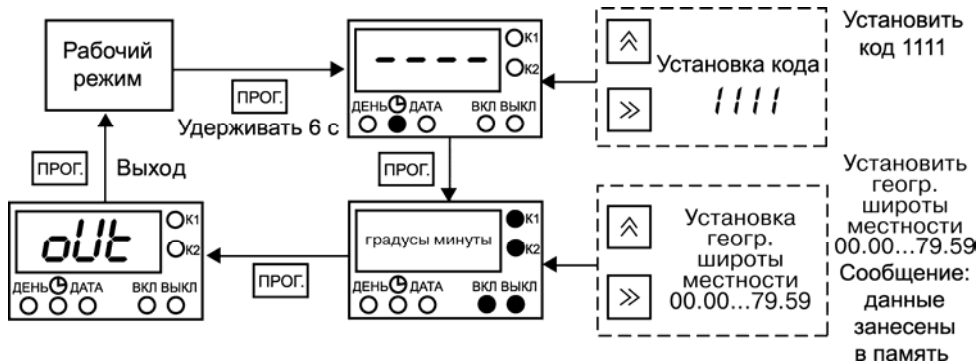 Рабочий
режим
ПРОГ.
Удерживать 6 с
- - - -
К1
К2
ДЕНЬ ДАТА ВКЛ ВЫКЛ
Установка кода
1111
Установить
код 1111
ПРОГ.
Выход
ПРОГ.
oUt
К1
К2
ДЕНЬ ДАТА ВКЛ ВЫКЛ
ПРОГ.
градусы минуты
К1
К2
ДЕНЬ ДАТА ВКЛ ВЫКЛ
Установка
геогр.
широты
местности
00.00...79.59
Установить
геогр.
широты
местности
00.00...79.59
Сообщение:
данные
занесены
в память